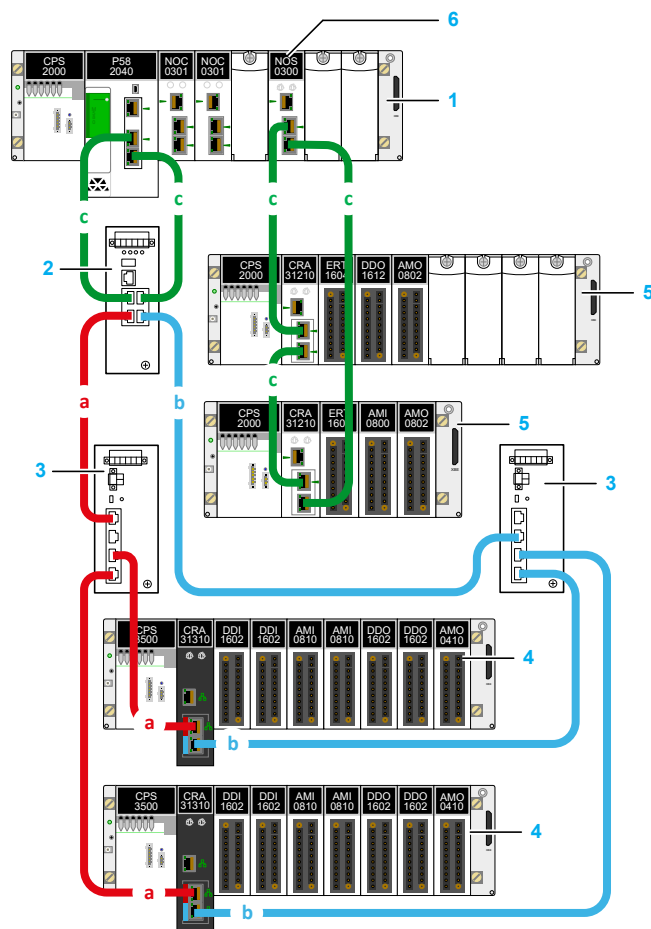 6
CPS 2000
P58 2040
NOC 0301
NOC 0301
NOS 0300
1
c
c
c
c
2
CPS 2000
CRA 31210
ERT 1604
DDO 1612
AMO 0802
5
c
a
b
CPS 2000
CRA 31210
AMI 0800
AMO 0802
5
3
3
CPS 3500
CRA 31310
DDI 1602
DDI 1602
AMI 0810
AMI 0810
DDO 1602
DDO 1602
AMO 0410
4
a
b
CPS 3500
CRA 31310
DDI 1602
DDI 1602
AMI 0810
AMI 0810
DDO 1602
DDO 1602
AMO 0410
4
a
b